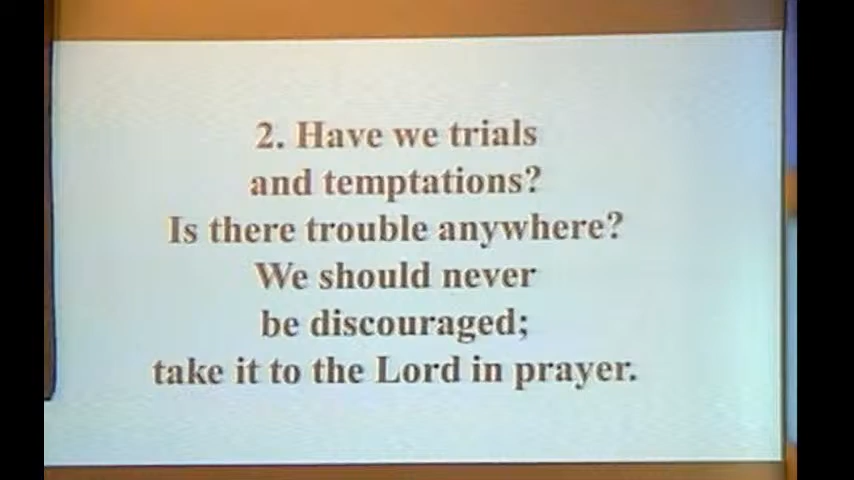 2. Have we trials
and temptations?
Is there trouble anywhere?
We should never
be discouraged;
take it to the Lord in prayer.